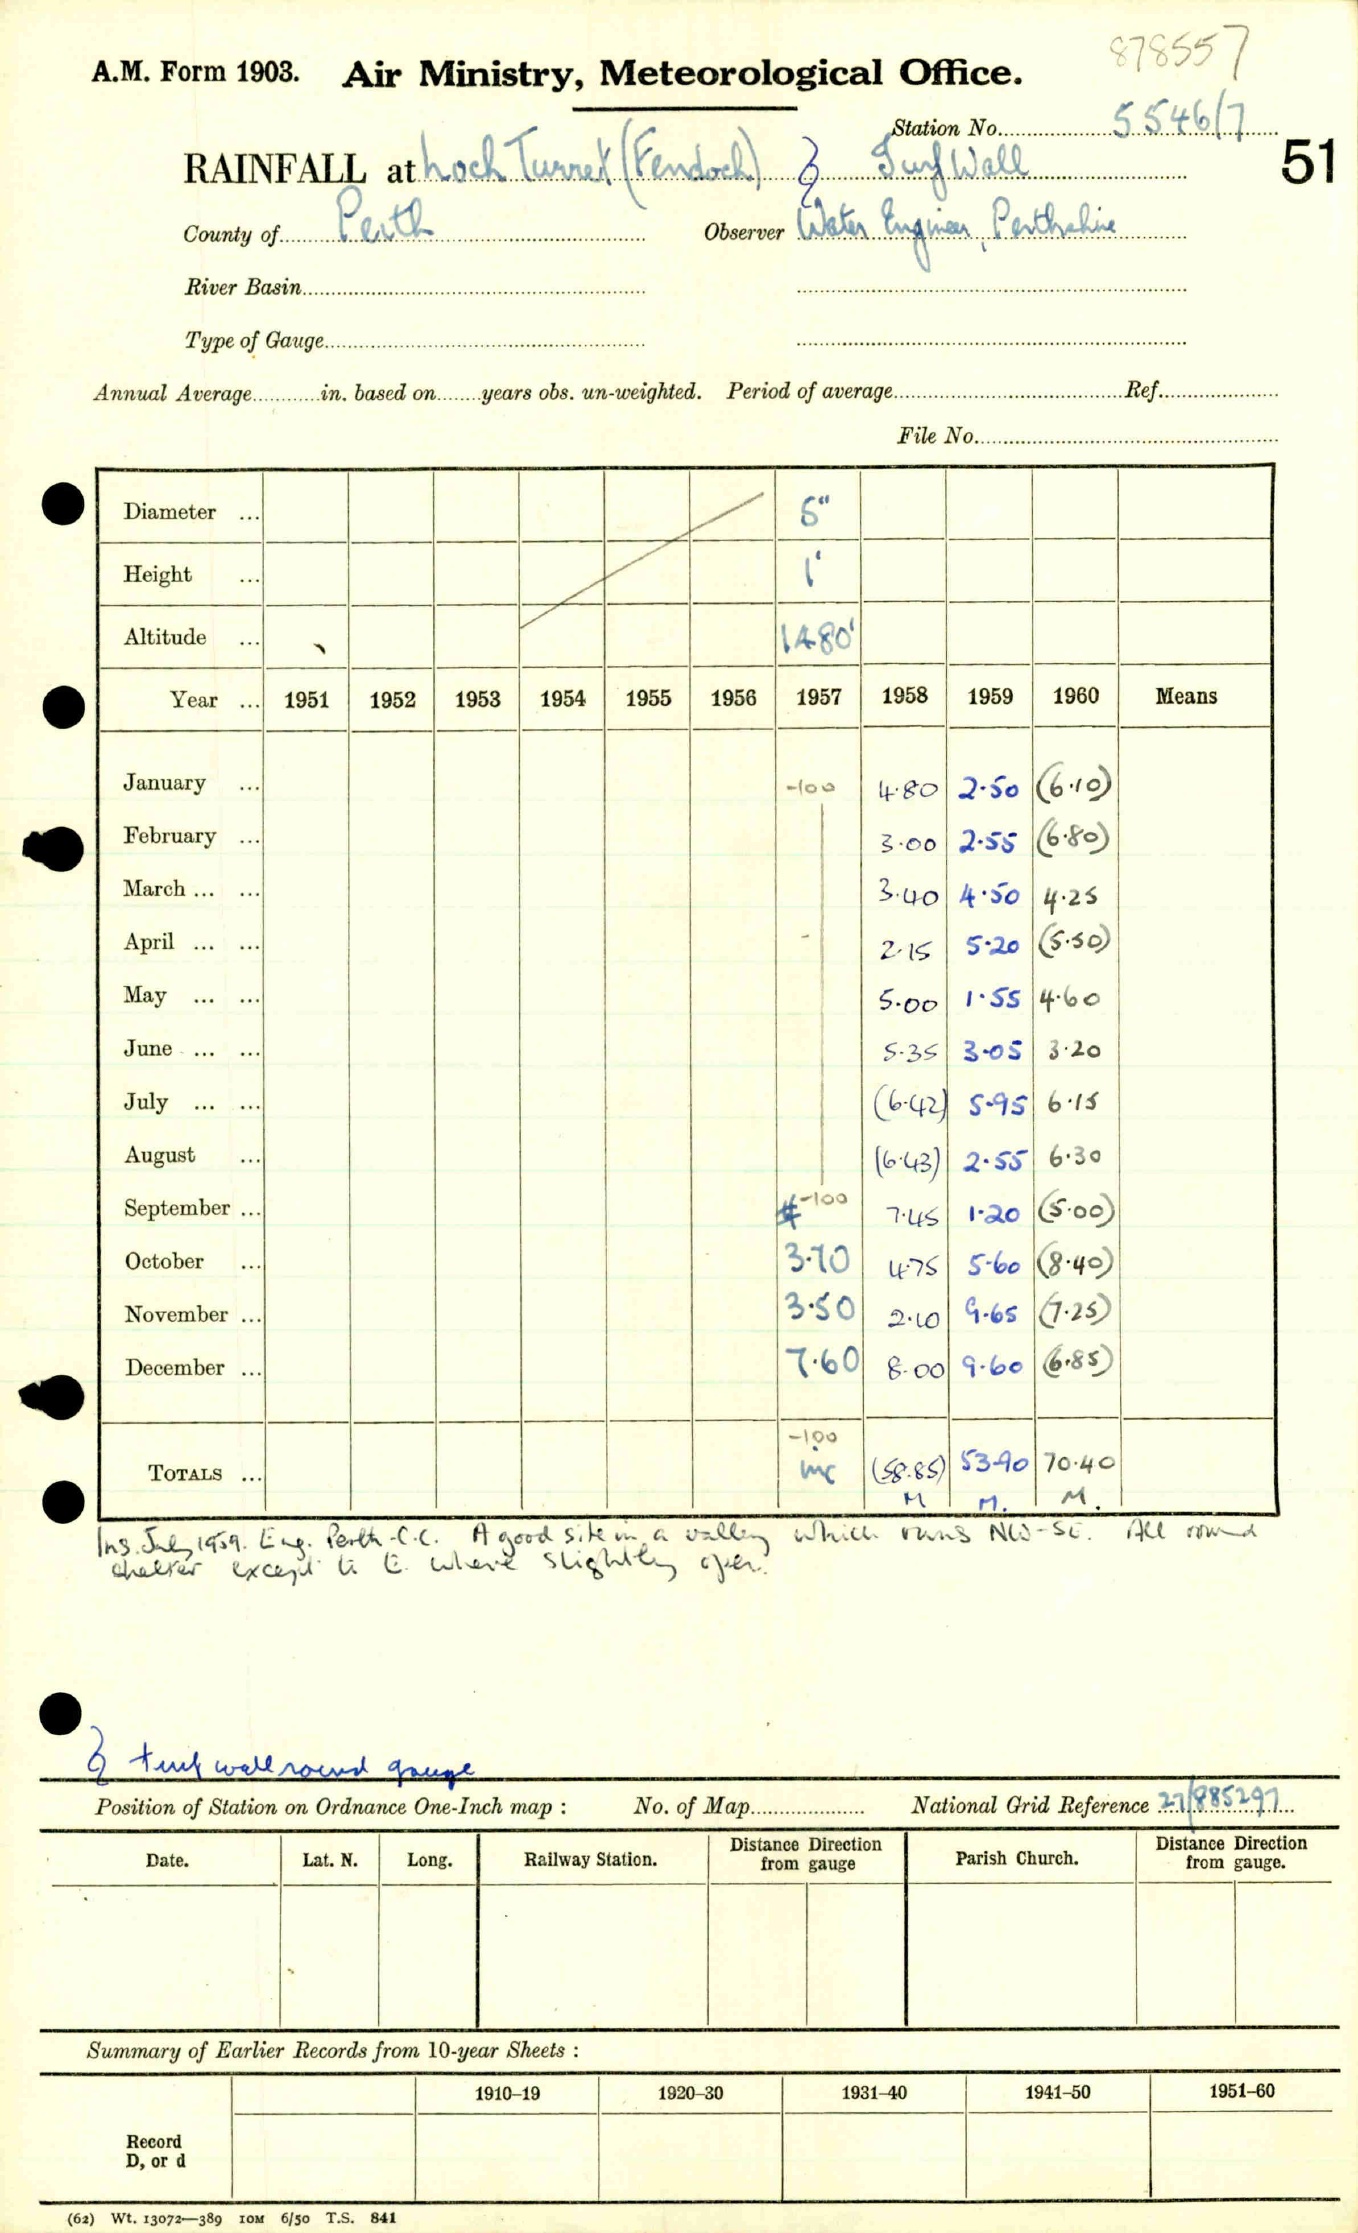 878557
A.M. Form 1903. Air Ministry, Meteorological Office.
Station No. 5546/7
RAINFALL at Loch Turret (Fendoch) Turf Wall
51
County of Perth Observer Water Engineer, Perthshire
River Basin
Type of Gauge
Annual Average in. based on years obs. un-weighted. Period of average Ref.
File No.
Diameter ... 5"
Height ... 1'
Altitude ... 1480'
Year ... 1951 1952 1953 1954 1955 1956 1957 1958 1959 1960 Means
January ... -100 4.80 2.50 (6.10)
February ... 3.00 2.55 (6.80)
March ... ... 3.40 4.50 4.25
April ... ... 2.15 5.20 (5.50)
May ... ... 5.00 1.55 4.60
June ... ... 5.35 3.05 3.20
July ... ... (6.42) 5.95 6.15
August ... (6.43) 2.55 6.30
September ... -100 7.45 1.20 (5.00)
October ... 3.70 4.75 5.60 (8.40)
November ... 3.50 2.10 9.65 (7.25)
December ... 7.60 8.00 9.60 (6.85)
-100
TOTALS ... inc (58.85) 53.90 70.40
M M. M.
Ins. July 1959. Eng. Perth C.C. A good site in a valley which runs NW-SE. All round
shelter except to E. where slightly open.
turf wall round gauge
Position of Station on Ordnance One-Inch map : No. of Map National Grid Reference 27/885297
Date. Lat. N. Long. Railway Station. Distance Direction from gauge Parish Church. Distance Direction from gauge.
Summary of Earlier Records from 10-year Sheets :
1910–19 1920–30 1931–40 1941–50 1951–60
Record
D, or d
(62) Wt. 13072—389 10M 6/50 T.S. 841